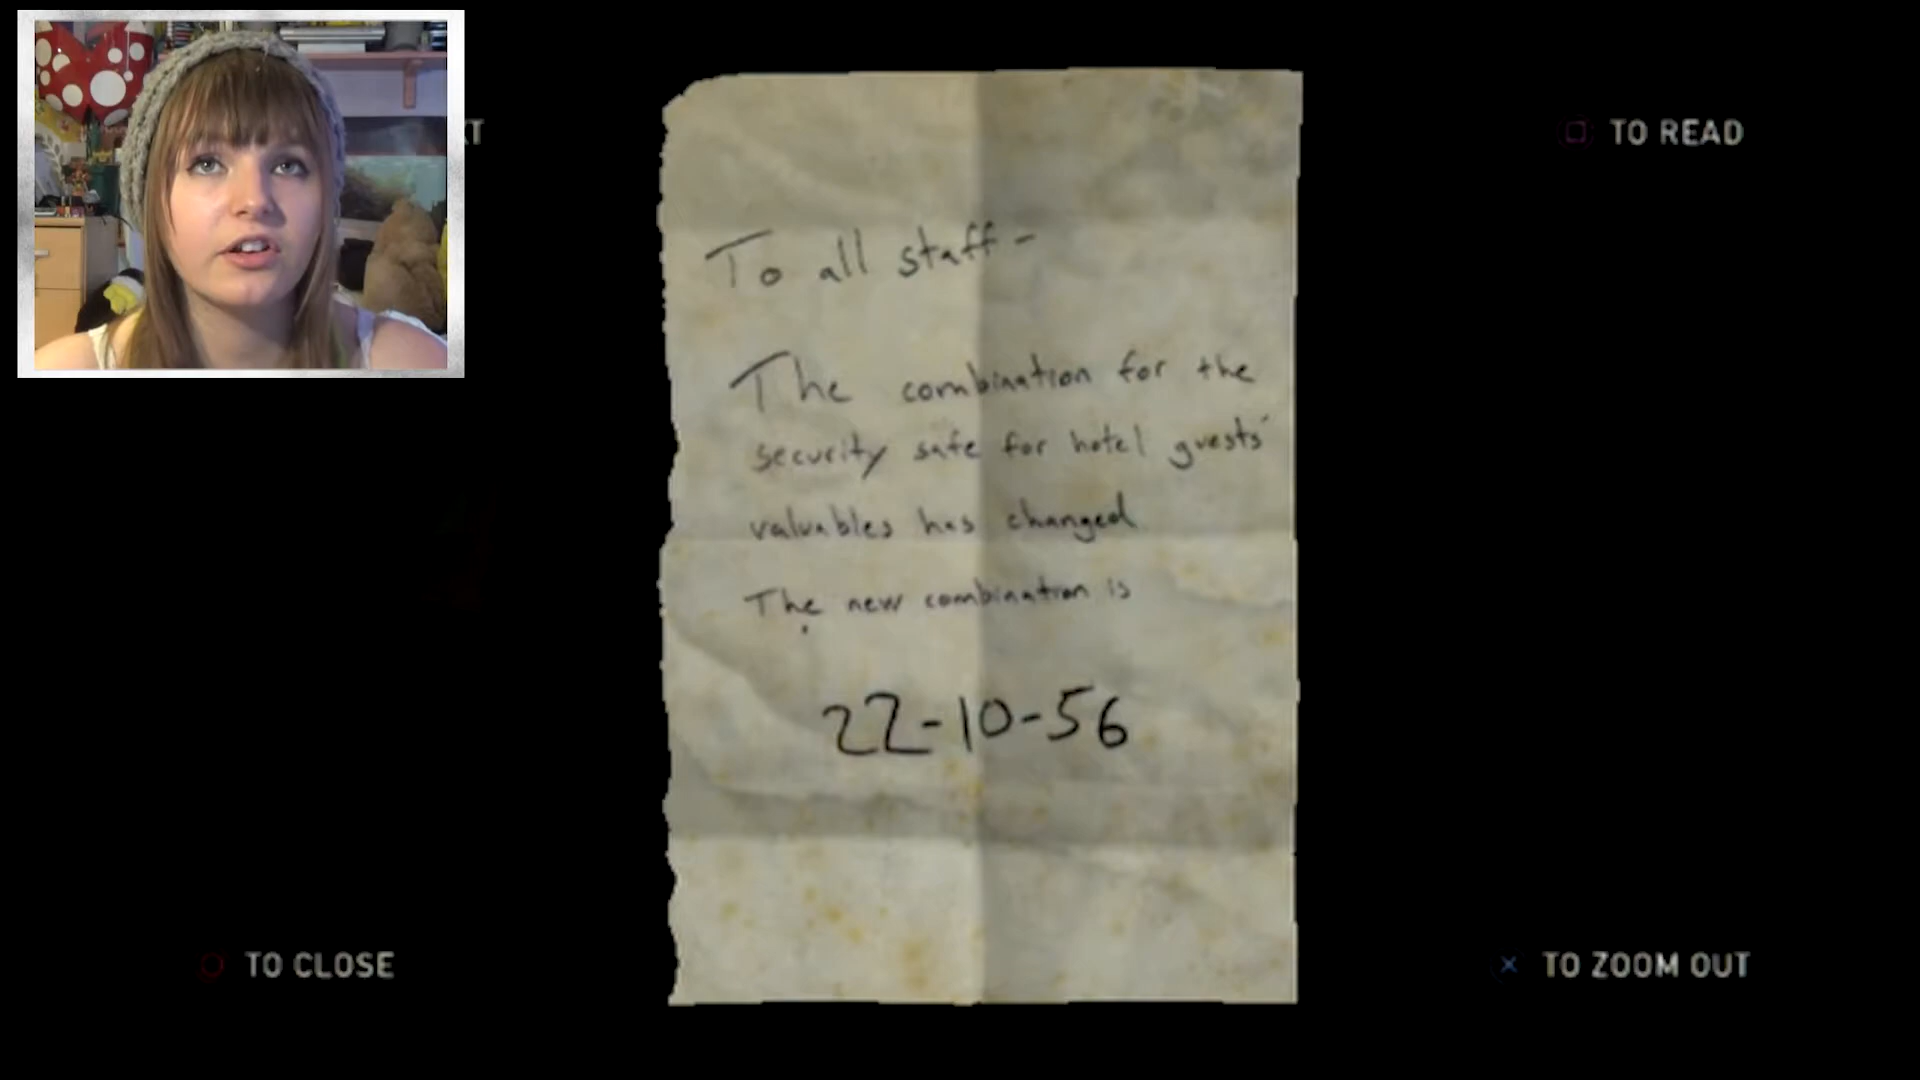 TO READ
To all staff-
The combination for the
security safe for hotel guests'
valuables has changed
The new combination is
22-10-56
TO CLOSE
TO ZOOM OUT